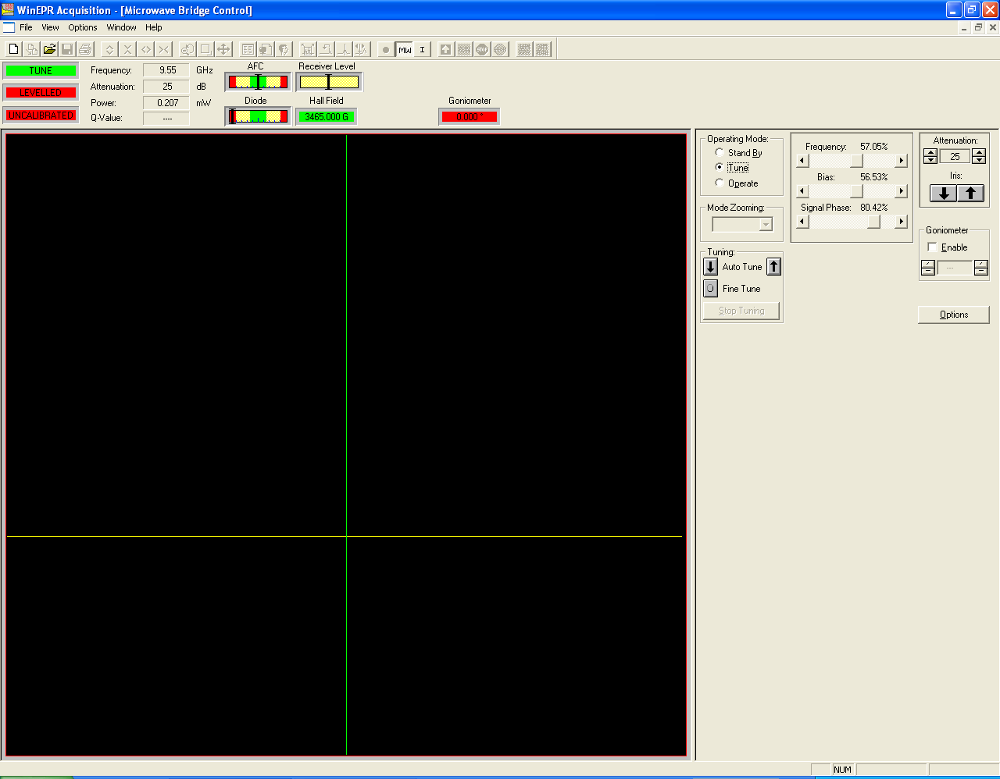 WinEPR Acquisition - [Microwave Bridge Control]
File View Options Window Help
MW I STOP
TUNE
LEVELLED
UNCALIBRATED
Frequency: 9.55 GHz
Attenuation: 25 dB
Power: 0.207 mW
Q-Value: ----
AFC
Receiver Level
Diode
Hall Field
3465.000 G
Goniometer
0.000 °
Operating Mode:
Stand By
Tune
Operate
Mode Zooming:
Tuning:
Auto Tune
Fine Tune
Stop Tuning
Frequency: 57.05%
Bias: 56.53%
Signal Phase: 80.42%
Attenuation:
25
Iris:
Goniometer
Enable
---
Options
NUM